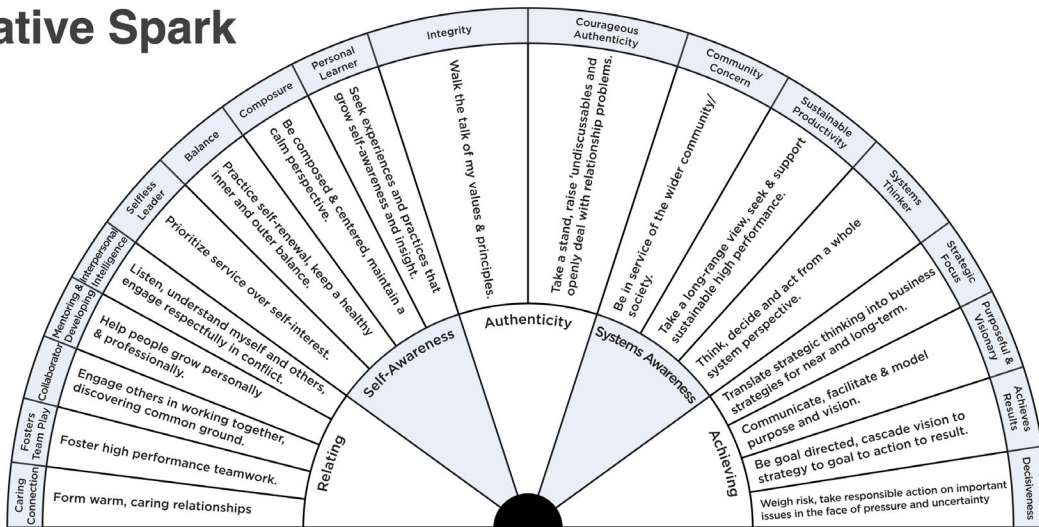 ative Spark
Caring
Connection
Form warm, caring relationships
Fosters
Team Play
Foster high performance teamwork.
Collaborator
Engage others in working together,
discovering common ground.
Mentoring &
Developing
Help people grow personally
& professionally.
Interpersonal
Intelligence
Listen, understand myself and others,
engage respectfully in conflict.
Selfless
Leader
Prioritize service over self-interest.
Balance
Practice self-renewal, keep a healthy
inner and outer balance.
Composure
Be composed & centered, maintain a
calm perspective.
Personal
Learner
Seek experiences and practices that
grow self-awareness and insight.
Integrity
Walk the talk of my values & principles.
Courageous
Authenticity
Take a stand, raise 'undiscussables and
openly deal with relationship problems.
Community
Concern
Be in service of the wider community/
society.
Sustainable
Productivity
Take a long-range view, seek & support
sustainable high performance.
Systems
Thinker
Think, decide and act from a whole
system perspective.
Strategic
Focus
Translate strategic thinking into business
strategies for near and long-term.
Purposeful &
Visionary
Communicate, facilitate & model
purpose and vision.
Achieves
Results
Be goal directed, cascade vision to
strategy to goal to action to result.
Decisiveness
Weigh risk, take responsible action on important
issues in the face of pressure and uncertainty
Relating
Self-Awareness
Authenticity
Systems Awareness
Achieving